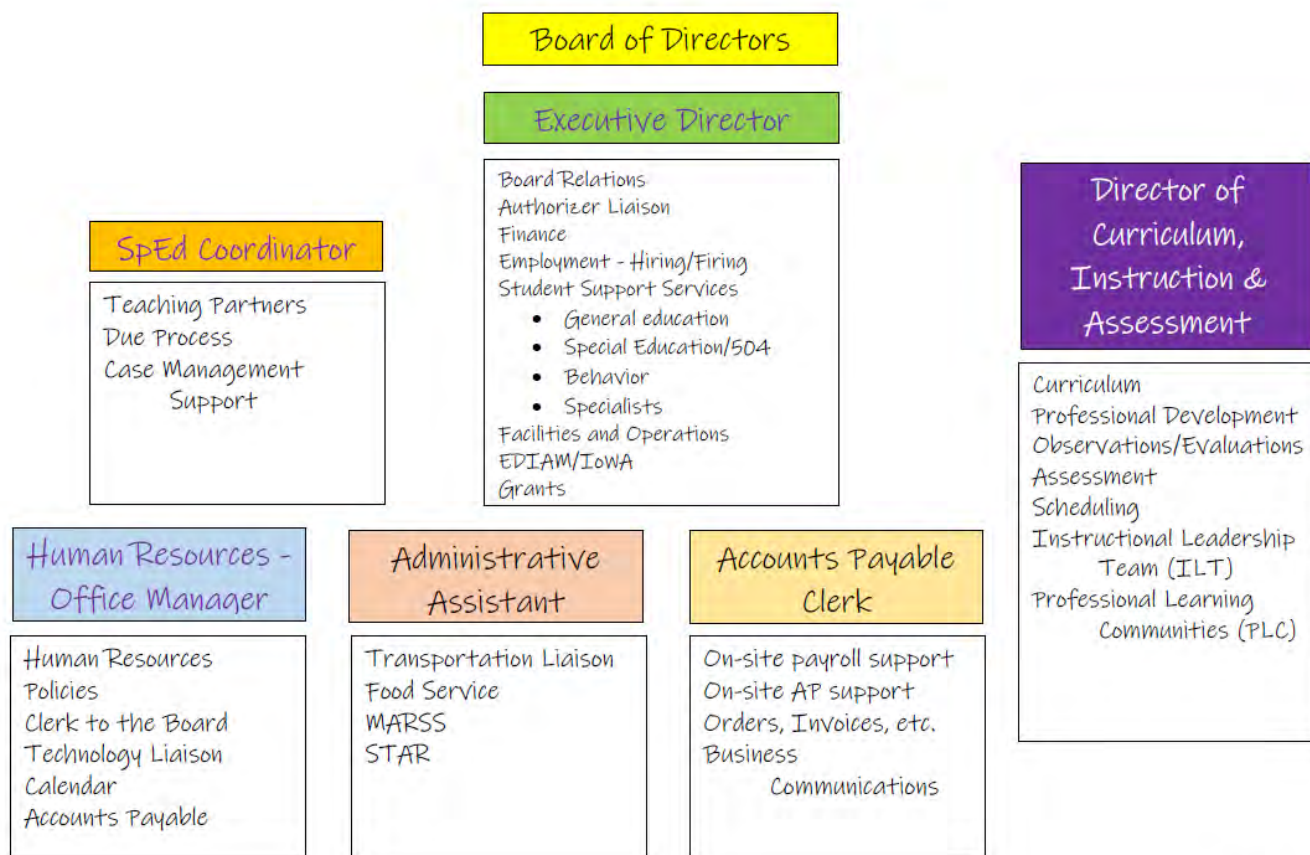 Board of Directors
Executive Director
Board Relations
Authorizer Liaison
Finance
Employment - Hiring/Firing
Student Support Services
• General education
• Special Education/504
• Behavior
• Specialists
Facilities and Operations
EDIAM/IOWA
Grants
SpEd Coordinator
Teaching Partners
Due Process
Case Management
Support
Director of
Curriculum,
Instruction &
Assessment
Curriculum
Professional Development
Observations/Evaluations
Assessment
Scheduling
Instructional Leadership
Team (ILT)
Professional Learning
Communities (PLC)
Human Resources -
Office Manager
Human Resources
Policies
Clerk to the Board
Technology Liaison
Calendar
Accounts Payable
Administrative
Assistant
Transportation Liaison
Food Service
MARSS
STAR
Accounts Payable
Clerk
On-site payroll support
On-site AP support
Orders, Invoices, etc.
Business
Communications